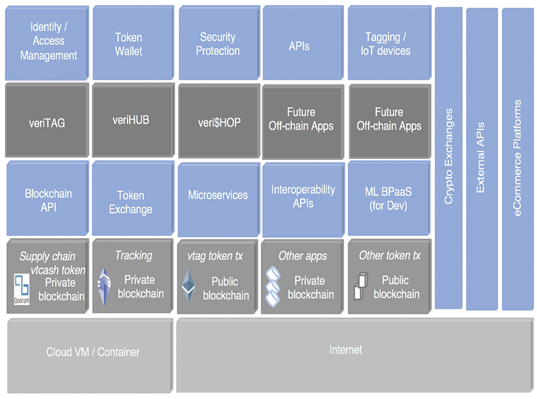 Identify /
Access
Management
Token
Wallet
Security
Protection
APIs
Tagging /
IoT devices
veriTAG
veriHUB
veri$HOP
Future
Off-chain Apps
Future
Off-chain Apps
Blockchain
API
Token
Exchange
Microservices
Interoperability
APIs
ML BPaaS
(for Dev)
Supply chain
vtcash token
Private
blockchain
Quorum
Tracking
Private
blockchain
vtag token tx
Public
blockchain
Other apps
Private
blockchain
Other token tx
Public
blockchain
Crypto Exchanges
External APIs
eCommerce Platforms
Cloud VM / Container
Internet